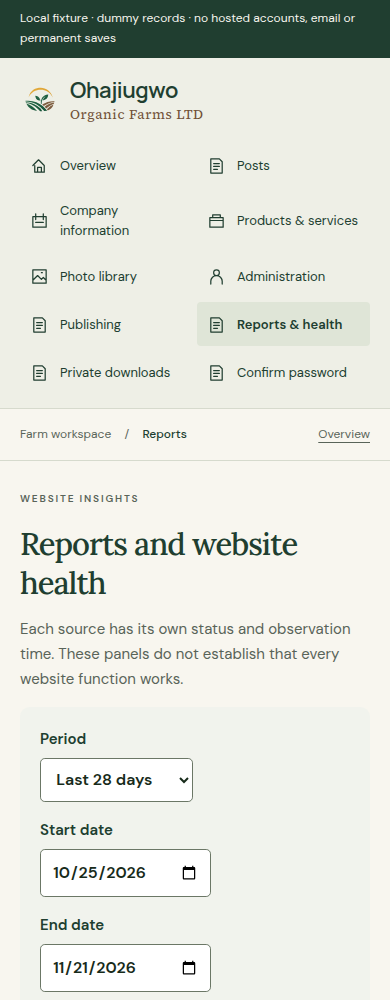 Local fixture · dummy records · no hosted accounts, email or
permanent saves
Ohajiugwo
Organic Farms LTD
Overview
Posts
Company
information
Products & services
Photo library
Administration
Publishing
Reports & health
Private downloads
Confirm password
Farm workspace / Reports
Overview
WEBSITE INSIGHTS
Reports and website
health
Each source has its own status and observation
time. These panels do not establish that every
website function works.
Period
Last 28 days
Start date
10/25/2026
End date
11/21/2026